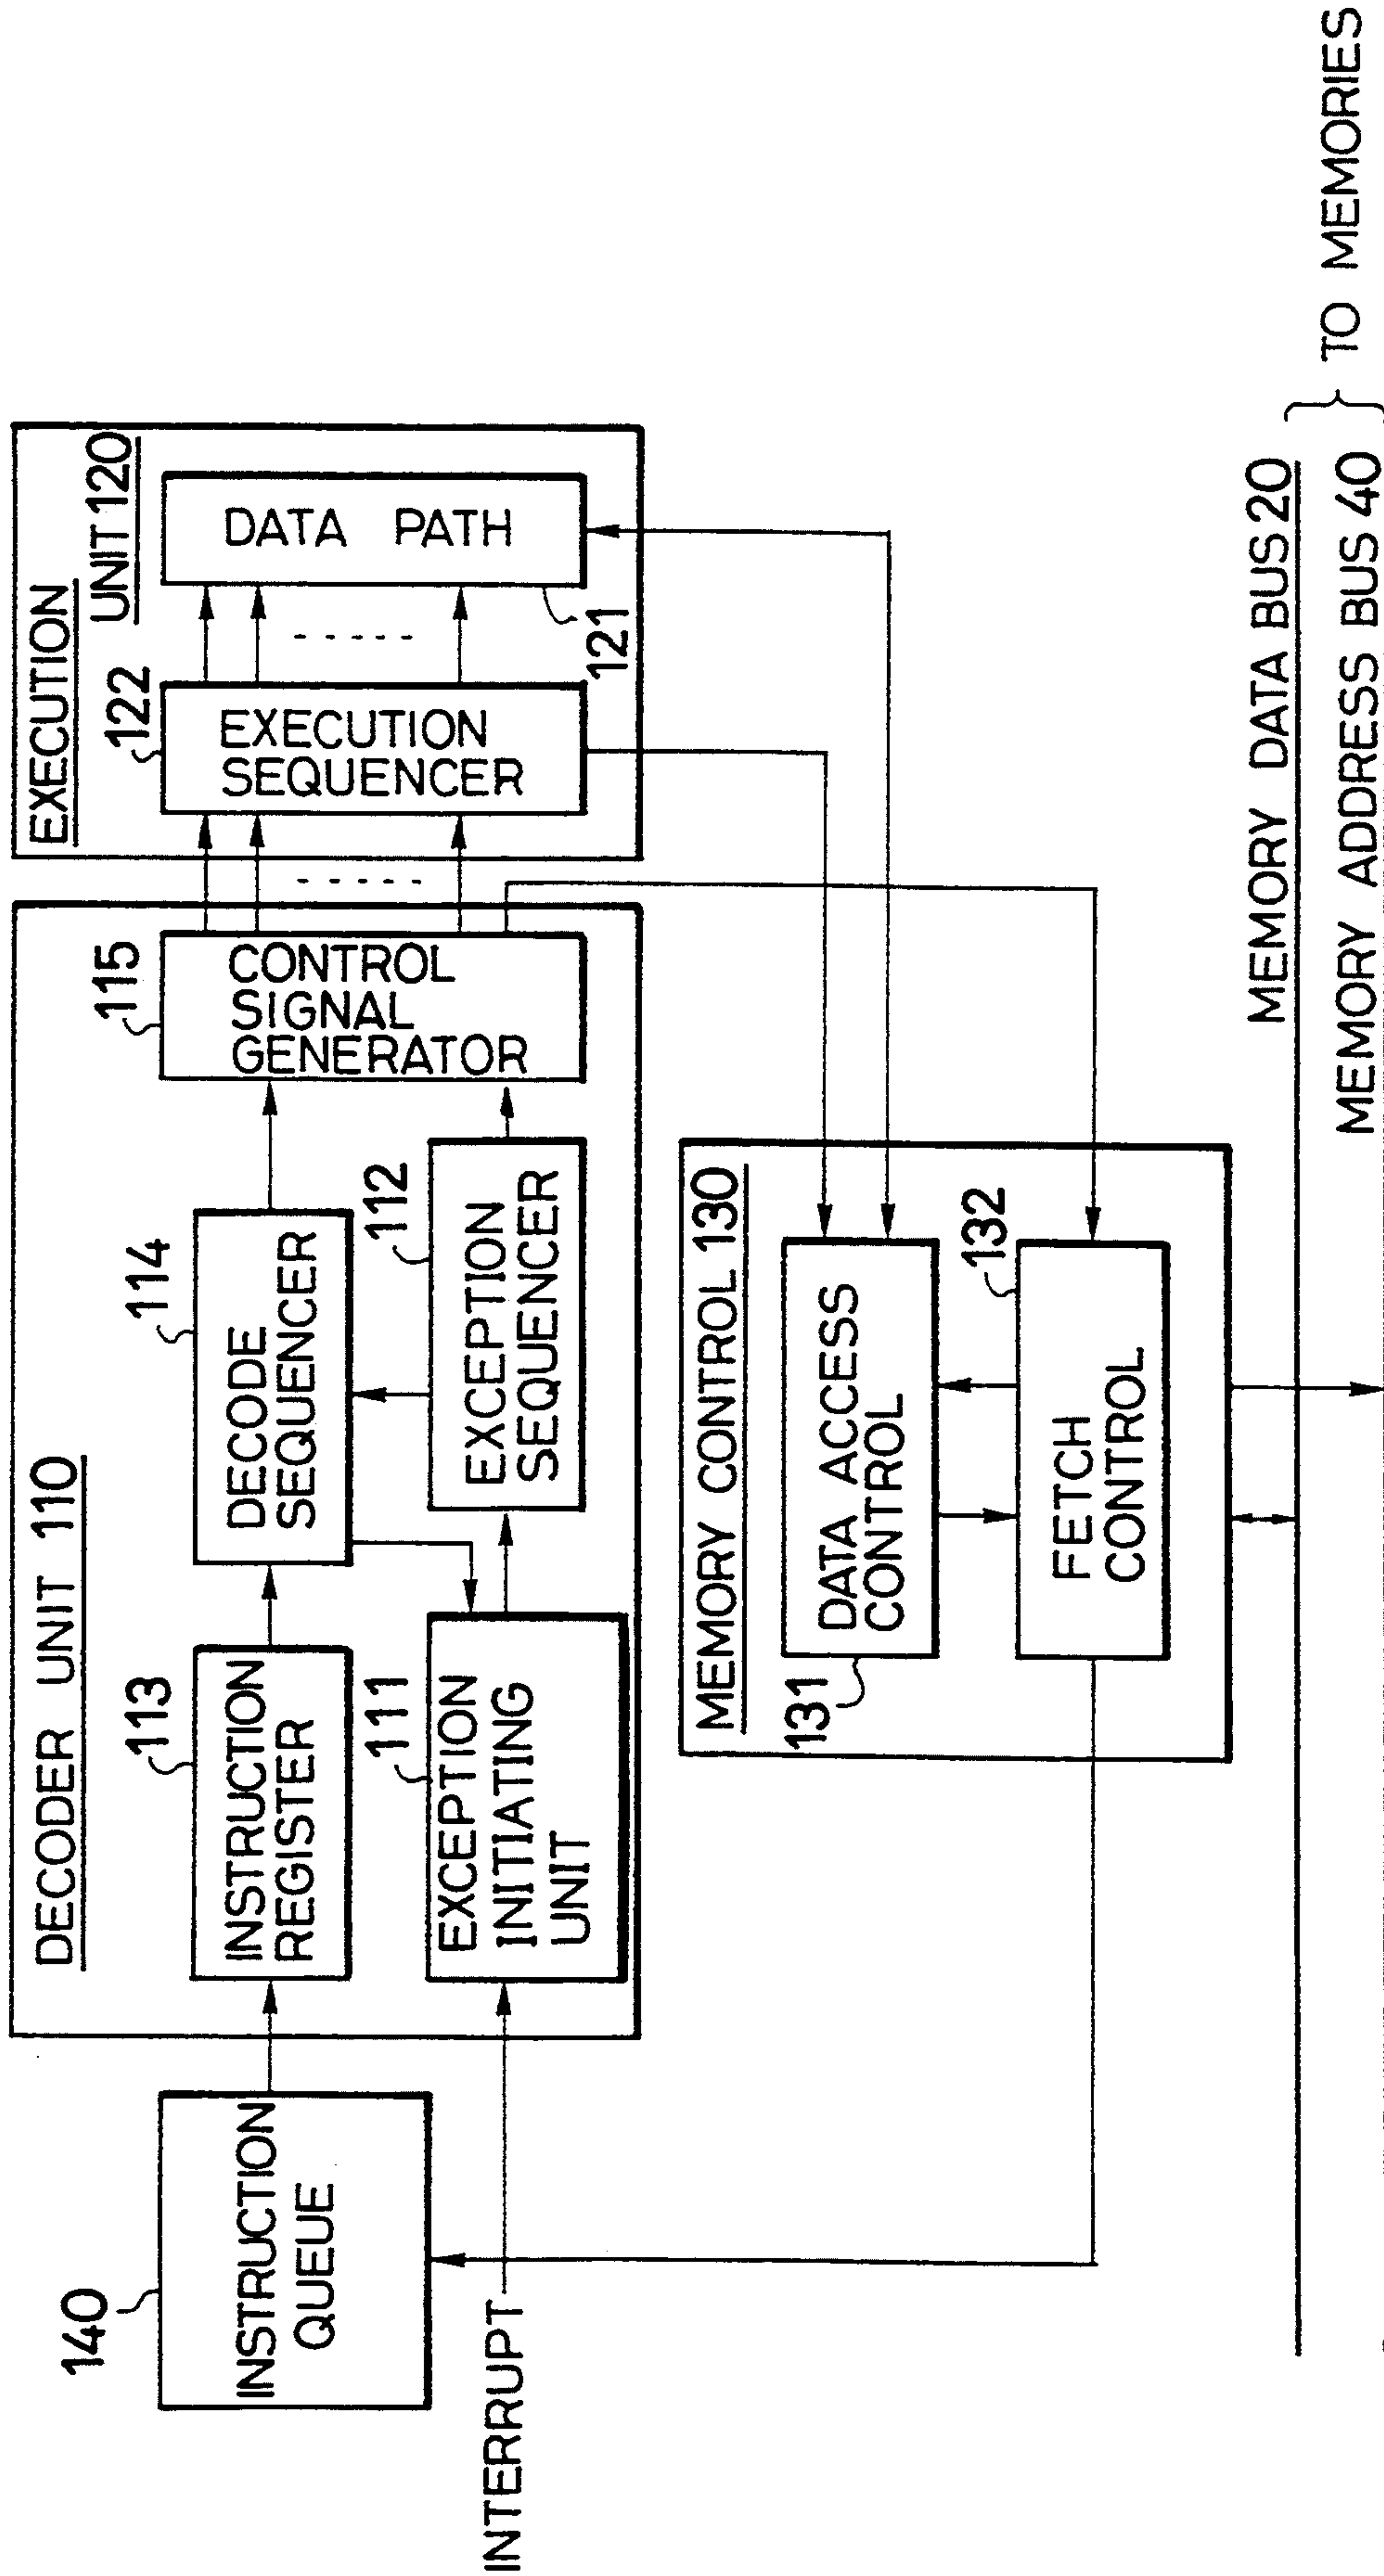 DECODER UNIT 110
EXECUTION
UNIT 120
140
INSTRUCTION
QUEUE
113
INSTRUCTION
REGISTER
114
DECODE
SEQUENCER
115
CONTROL
SIGNAL
GENERATOR
122
EXECUTION
SEQUENCER
DATA PATH
121
INTERRUPT
111
EXCEPTION
INITIATING
UNIT
112
EXCEPTION
SEQUENCER
MEMORY CONTROL 130
131
DATA ACCESS
CONTROL
132
FETCH
CONTROL
MEMORY DATA BUS 20
MEMORY ADDRESS BUS 40
TO MEMORIES